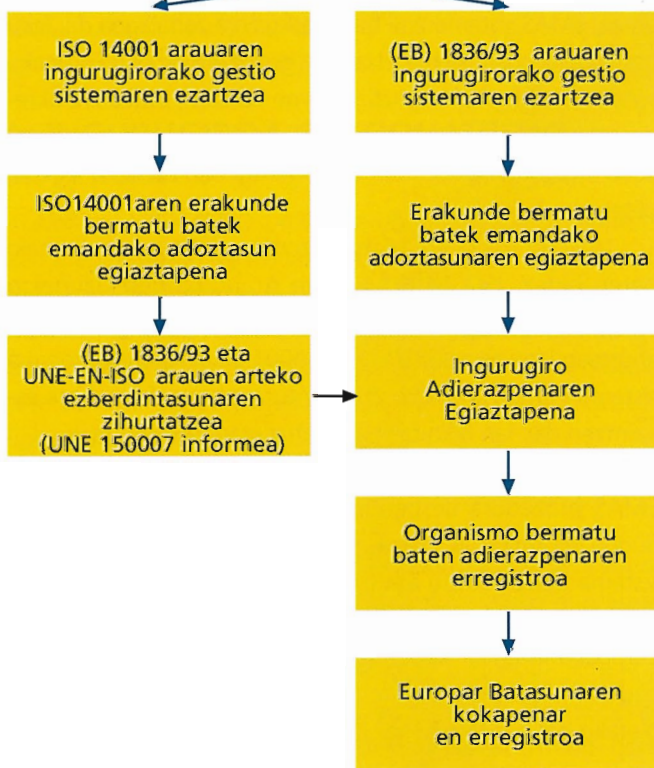 ISO 14001 arauaren
ingurugirorako gestio
sistemaren ezartzea
ISO14001aren erakunde
bermatu batek
emandako adoztasun
egiaztapena
(EB) 1836/93 eta
UNE-EN-ISO arauen arteko
ezberdintasunaren
zihurtatzea
(UNE 150007 informea)
(EB) 1836/93 arauaren
ingurugirorako gestio
sistemaren ezartzea
Erakunde bermatu
batek emandako
adoztasunaren egiaztapena
Ingurugiro
Adierazpenaren
Egiaztapena
Organismo bermatu
baten adierazpenaren
erregistroa
Europar Batasunaren
kokapenar
en erregistroa